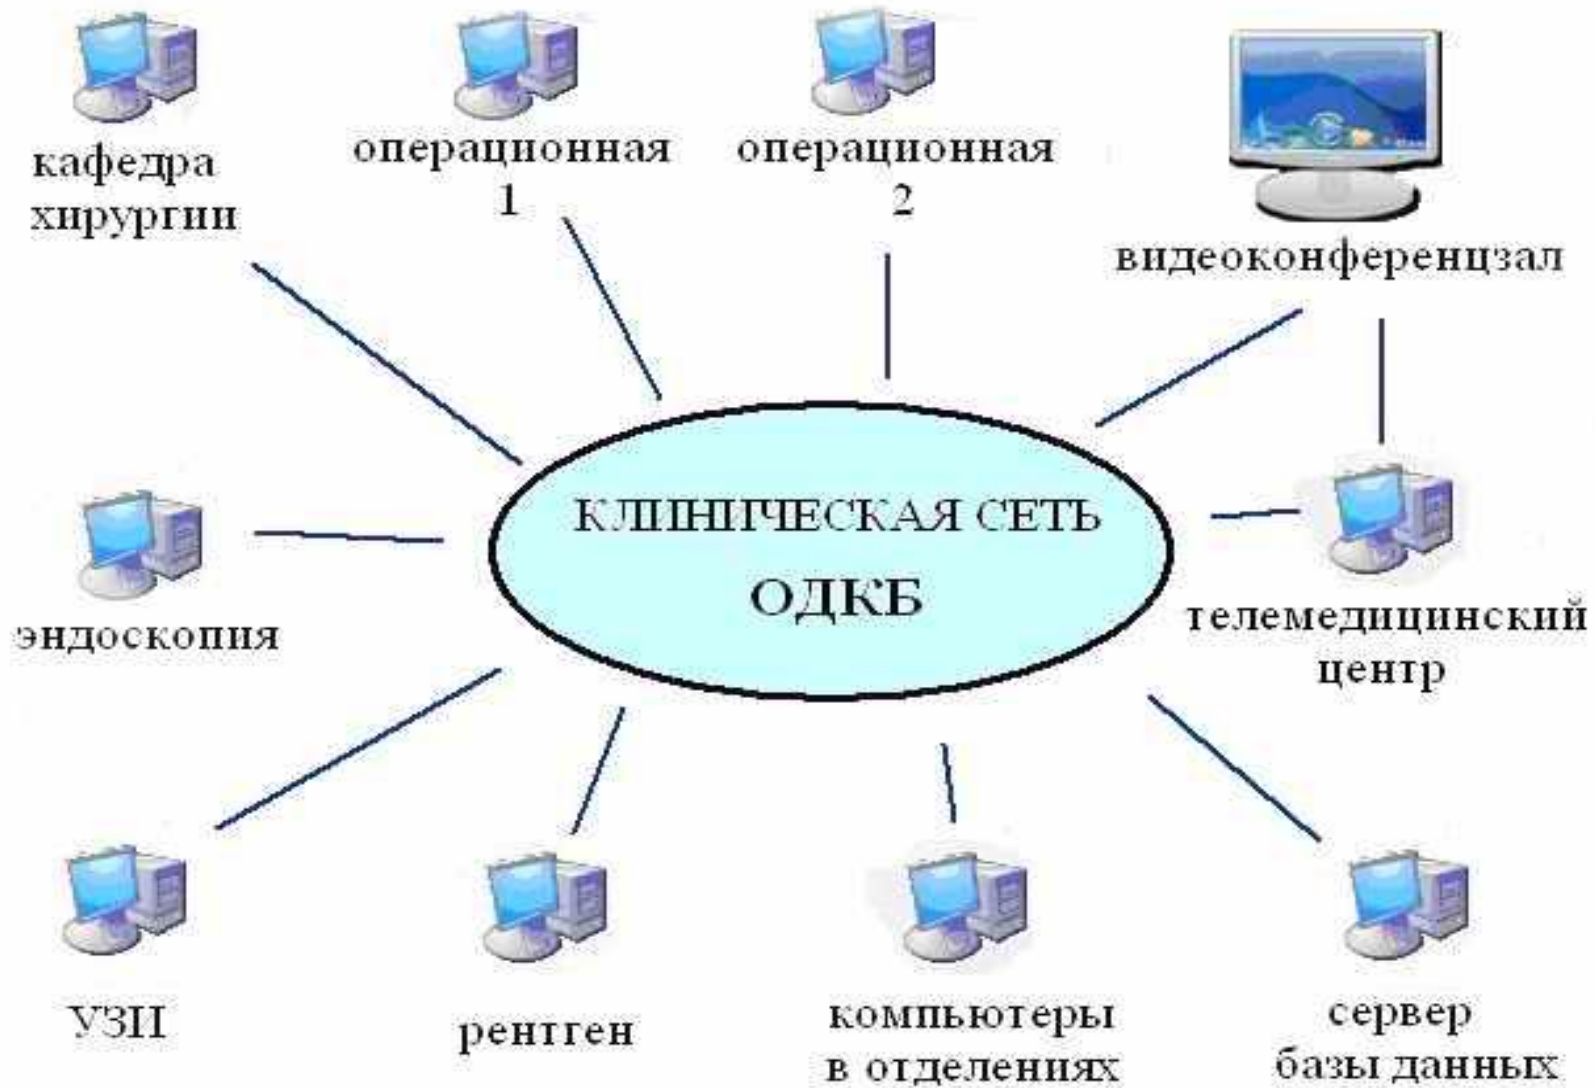 кафедра
хирургии
операционная
1
операционная
2
видеоконференцзал
КЛИНИЧЕСКАЯ СЕТЬ
ОДКБ
эндоскопия
телемедицинский
центр
УЗИ
рентген
компьютеры
в отделениях
сервер
базы данных